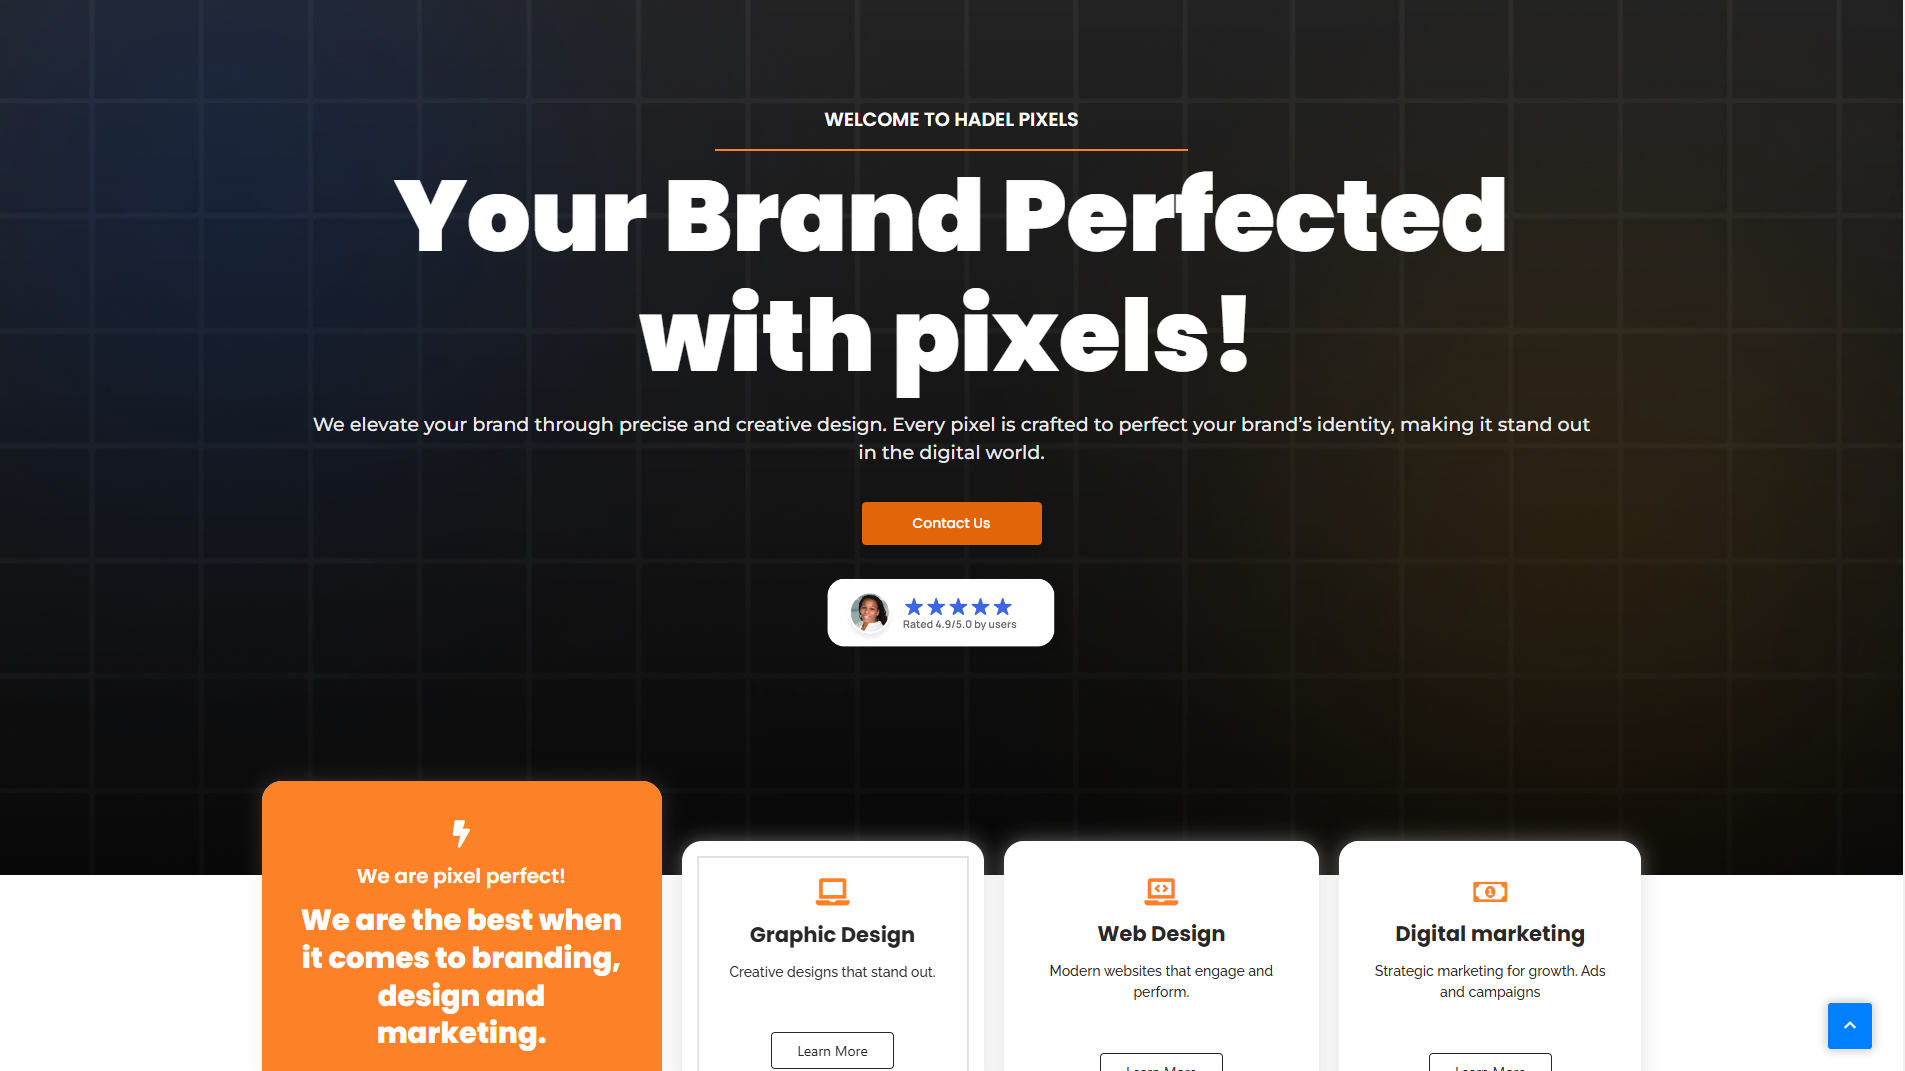 WELCOME TO HADEL PIXELS
Your Brand Perfected
with pixels!
We elevate your brand through precise and creative design. Every pixel is crafted to perfect your brand’s identity, making it stand out
in the digital world.
Contact Us
Rated 4.9/5.0 by users
We are pixel perfect!
We are the best when
it comes to branding,
design and
marketing.
Graphic Design
Creative designs that stand out.
Learn More
Web Design
Modern websites that engage and
perform.
Learn More
Digital marketing
Strategic marketing for growth. Ads
and campaigns
Learn More